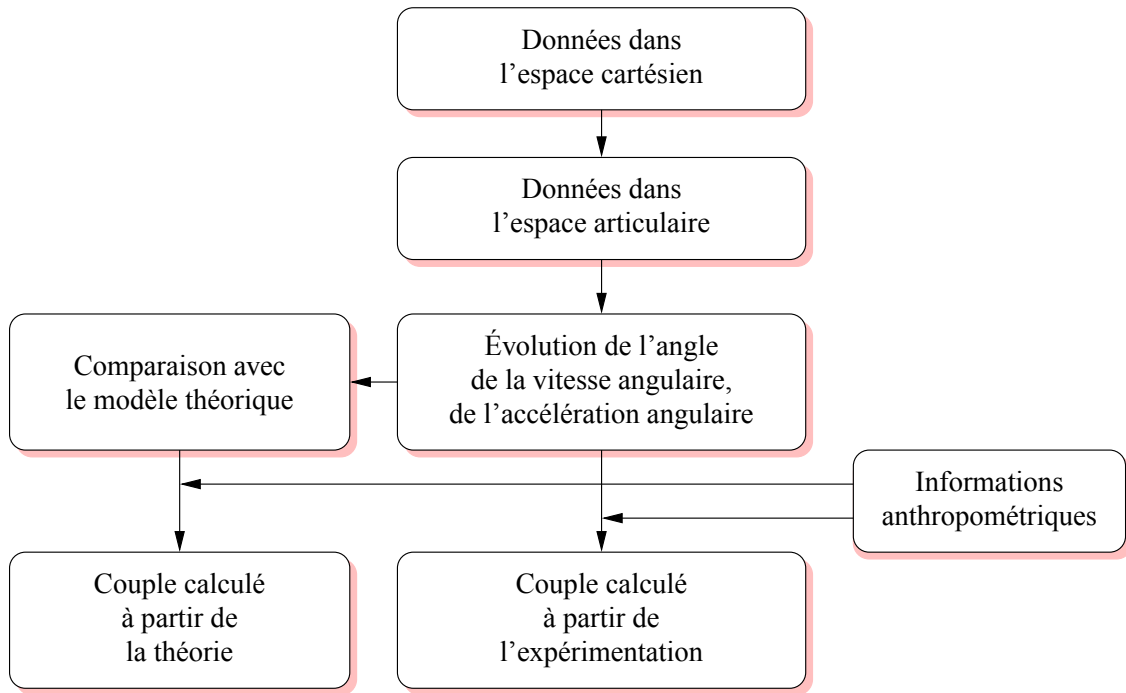 Données dans
l’espace cartésien
Données dans
l’espace articulaire
Comparaison avec
le modèle théorique
Évolution de l’angle
de la vitesse angulaire,
de l’accélération angulaire
Informations
anthropométriques
Couple calculé
à partir de
la théorie
Couple calculé
à partir de
l’expérimentation